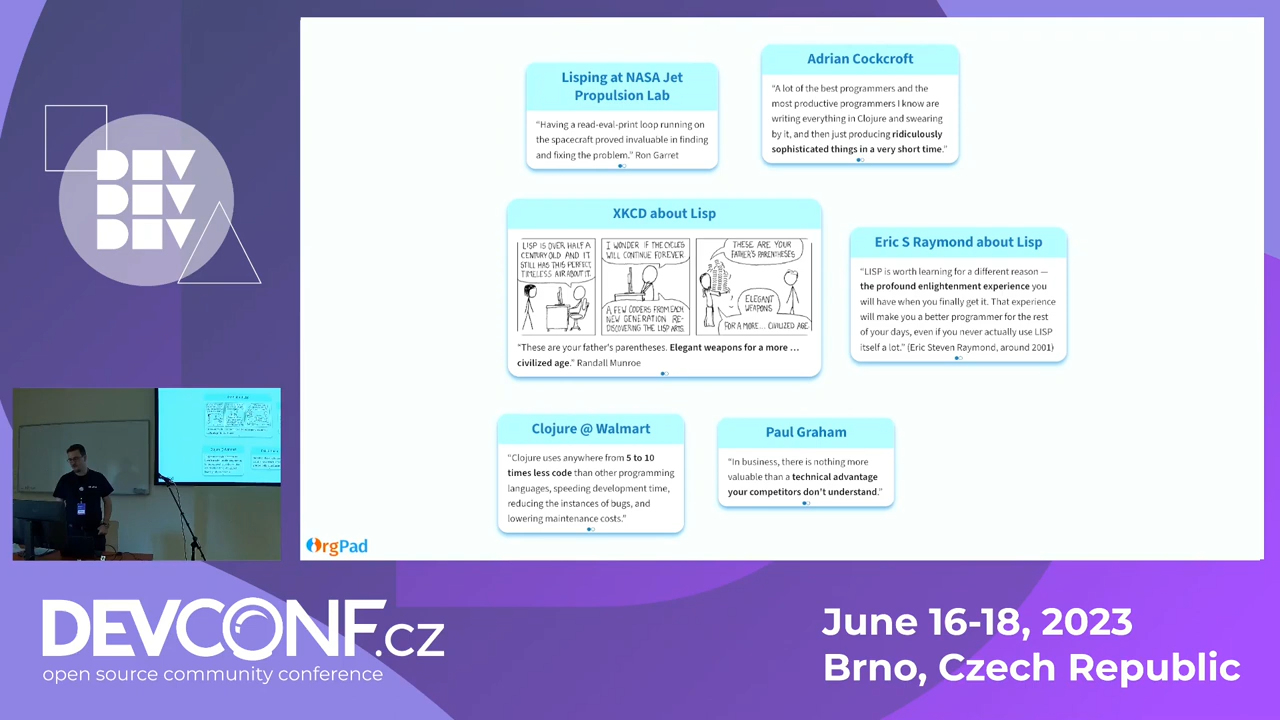 DEV
DEV
DEV
Lisping at NASA Jet
Propulsion Lab
“Having a read-eval-print loop running on
the spacecraft proved invaluable in finding
and fixing the problem.” Ron Garret
Adrian Cockcroft
“A lot of the best programmers and the
most productive programmers I know are
writing everything in Clojure and swearing
by it, and then just producing ridiculously
sophisticated things in a very short time.”
XKCD about Lisp
LISP IS OVER HALF A
CENTURY OLD AND IT
STILL HAS THIS PERFECT,
TIMELESS AIR ABOUT IT.
I WONDER IF THE CYCLES
WILL CONTINUE FOREVER.
A FEW CODERS FROM EACH
NEW GENERATION RE-
DISCOVERING THE LISP ARTS.
THESE ARE YOUR
FATHER'S PARENTHESES
ELEGANT
WEAPONS
FOR A MORE... CIVILIZED AGE.
“These are your father's parentheses. Elegant weapons for a more ...
civilized age.” Randall Munroe
Eric S Raymond about Lisp
“LISP is worth learning for a different reason —
the profound enlightenment experience you
will have when you finally get it. That experience
will make you a better programmer for the rest
of your days, even if you never actually use LISP
itself a lot.” (Eric Steven Raymond, around 2001)
Clojure @ Walmart
“Clojure uses anywhere from 5 to 10
times less code than other programming
languages, speeding development time,
reducing the instances of bugs, and
lowering maintenance costs.”
Paul Graham
“In business, there is nothing more
valuable than a technical advantage
your competitors don't understand.”
OrgPad
DEVCONF.cz
open source community conference
June 16-18, 2023
Brno, Czech Republic